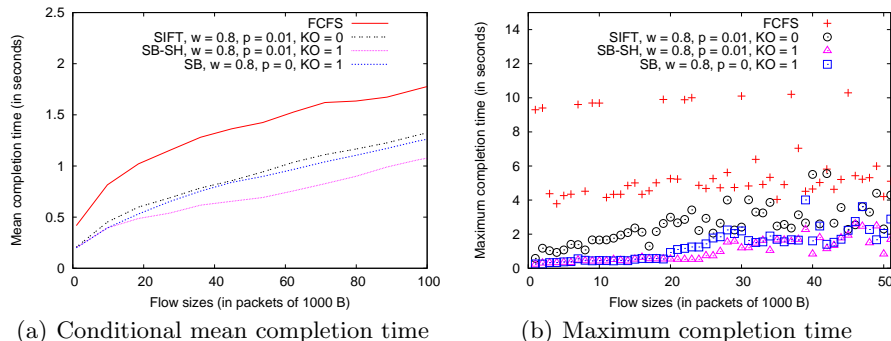 FCFS
SIFT, w = 0.8, p = 0.01, KO = 0
SB-SH, w = 0.8, p = 0.01, KO = 1
SB, w = 0.8, p = 0, KO = 1
Mean completion time (in seconds)
2.5
2
1.5
1
0.5
0
0 20 40 60 80 100
Flow sizes (in packets of 1000 B)
(a) Conditional mean completion time
FCFS
SIFT, w = 0.8, p = 0.01, KO = 0
SB-SH, w = 0.8, p = 0.01, KO = 1
SB, w = 0.8, p = 0, KO = 1
Maximum completion time (in seconds)
14
12
10
8
6
4
2
0
0 10 20 30 40 50
Flow sizes (in packets of 1000 B)
(b) Maximum completion time